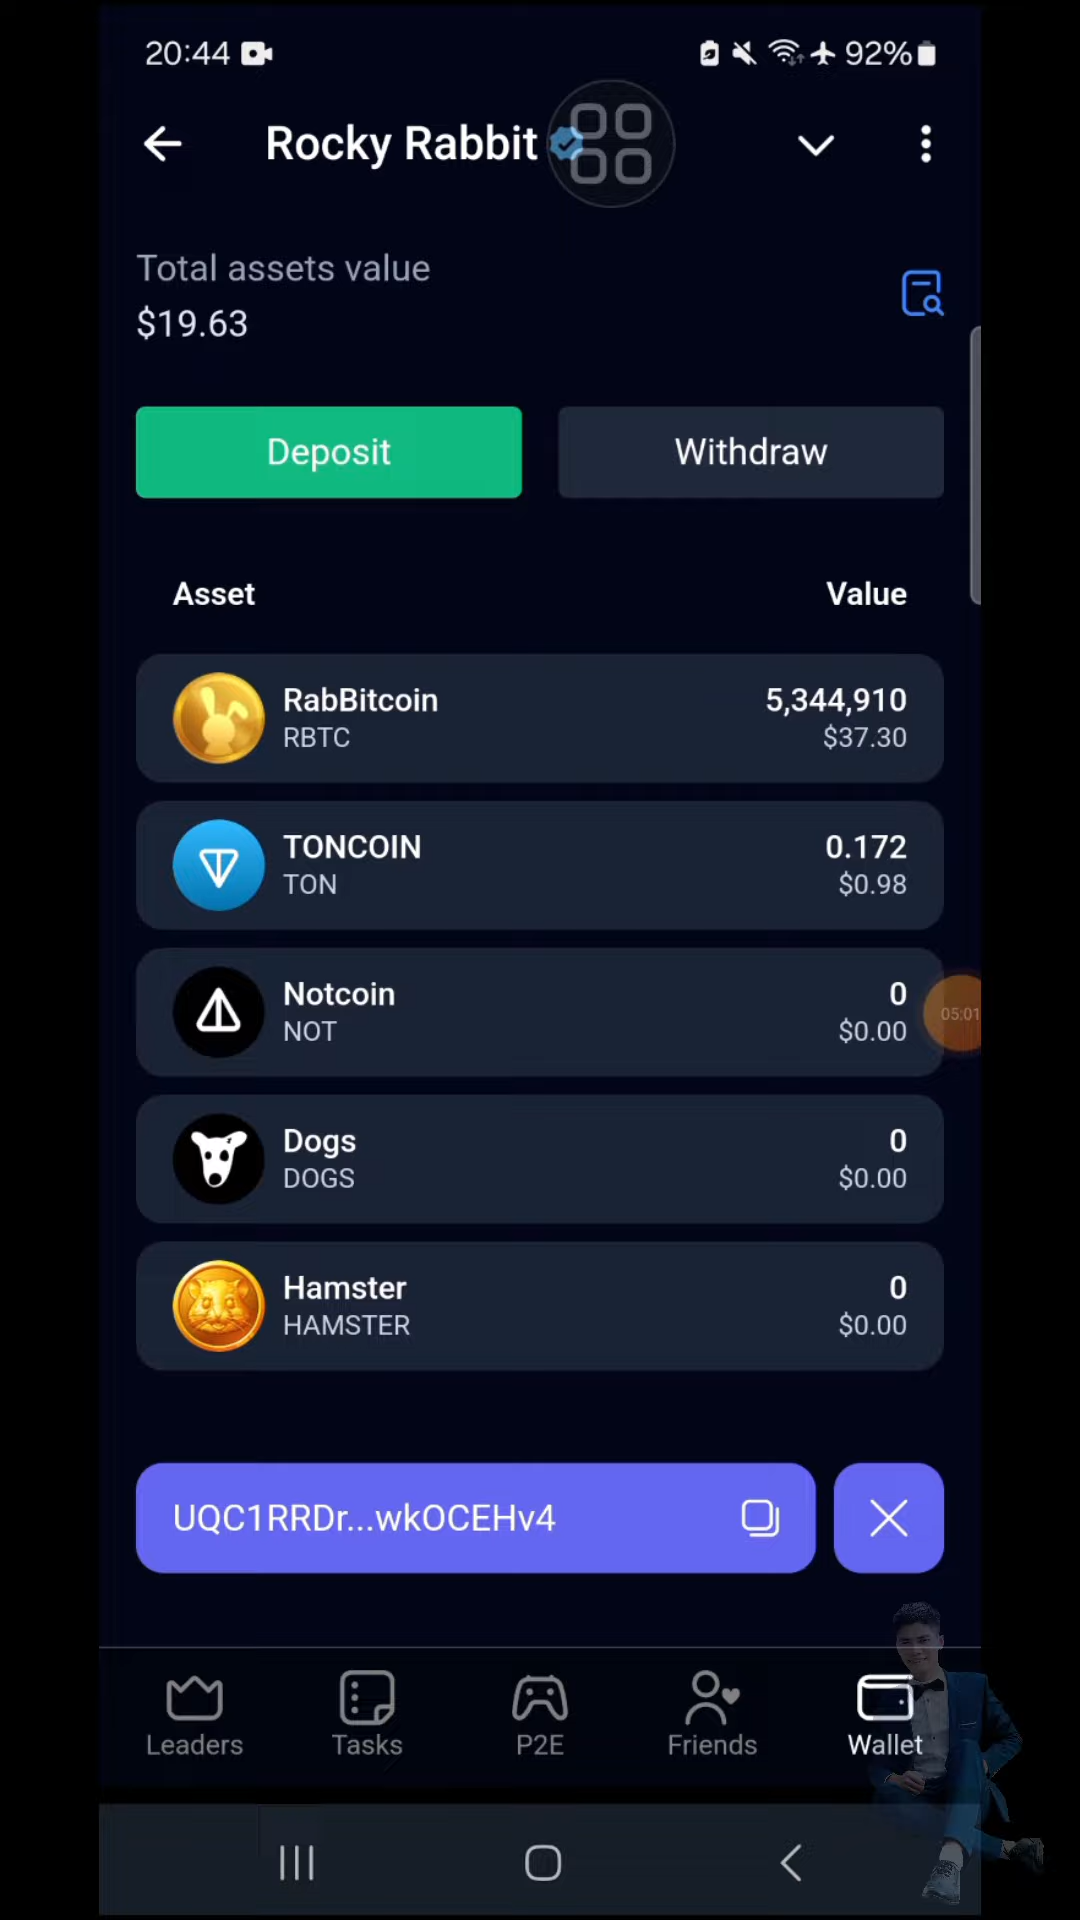 20:44 92%
Rocky Rabbit
Total assets value
$19.63
Deposit Withdraw
Asset Value
RabBitcoin 5,344,910
RBTC $37.30
TONCOIN 0.172
TON $0.98
Notcoin 0
NOT $0.00
05:01
Dogs 0
DOGS $0.00
Hamster 0
HAMSTER $0.00
UQC1RRDr...wkOCEHv4
Leaders Tasks P2E Friends Wallet